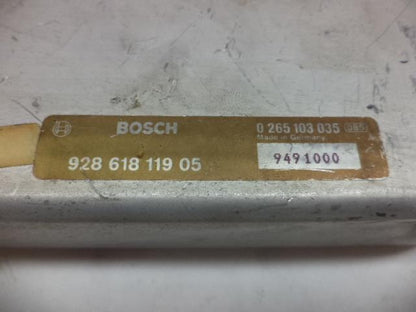 BOSCH 0 265 103 035
Made in Germany
928 618 119 05 9491000